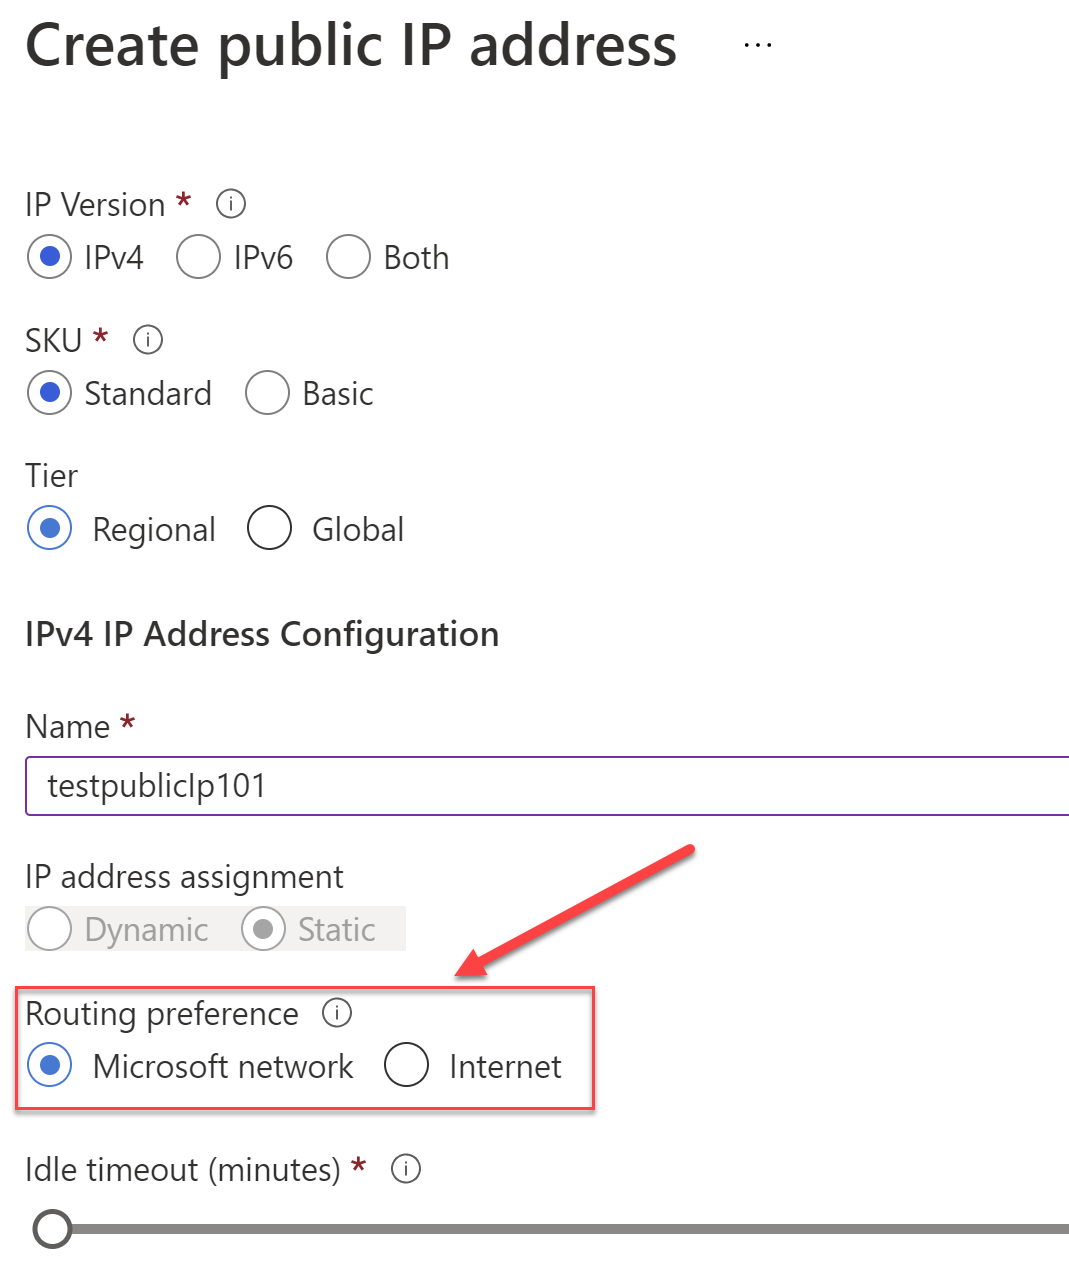 Create public IP address ...
IP Version *
IPv4 IPv6 Both
SKU *
Standard Basic
Tier
Regional Global
IPv4 IP Address Configuration
Name *
testpublicIp101
IP address assignment
Dynamic Static
Routing preference
Microsoft network Internet
Idle timeout (minutes) *